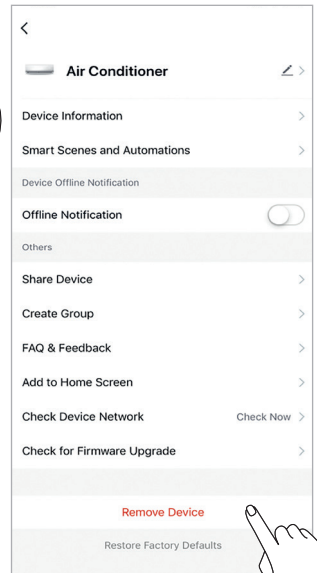 Air Conditioner
Device Information
Smart Scenes and Automations
Device Offline Notification
Offline Notification
Others
Share Device
Create Group
FAQ & Feedback
Add to Home Screen
Check Device Network Check Now
Check for Firmware Upgrade
Remove Device
Restore Factory Defaults